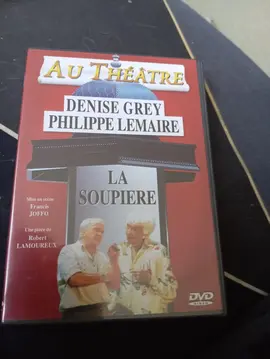 AU THÉÂTRE
DENISE GREY
PHILIPPE LEMAIRE
LA
SOUPIERE
Mise en scène
Francis
JOFFO
Une pièce de
Robert
LAMOUREUX
DVD